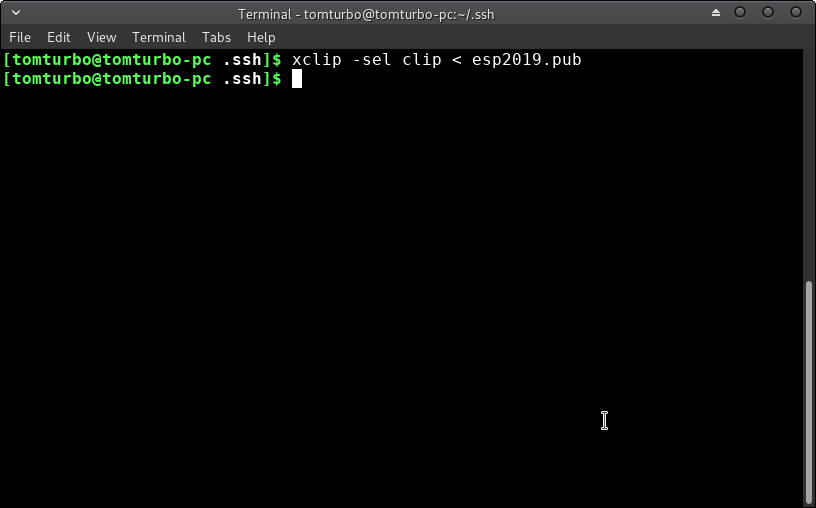 Terminal - tomturbo@tomturbo-pc:~/.ssh
File Edit View Terminal Tabs Help
[tomturbo@tomturbo-pc .ssh]$ xclip -sel clip < esp2019.pub
[tomturbo@tomturbo-pc .ssh]$